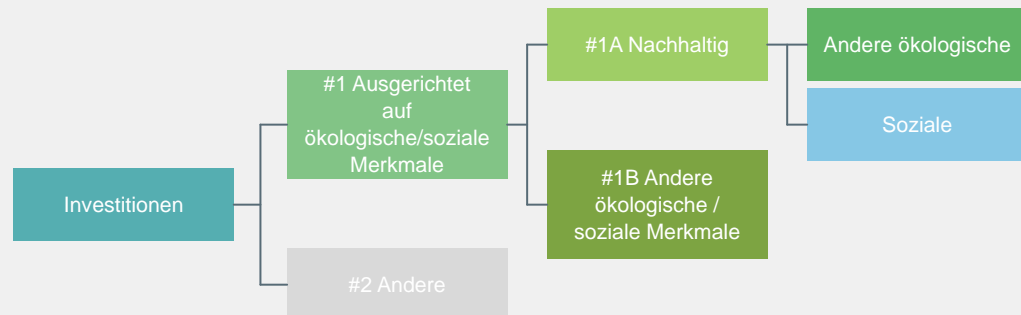 #1A Nachhaltig
Andere ökologische
#1 Ausgerichtet
auf
ökologische/soziale
Merkmale
Soziale
Investitionen
#1B Andere
ökologische /
soziale Merkmale
#2 Andere